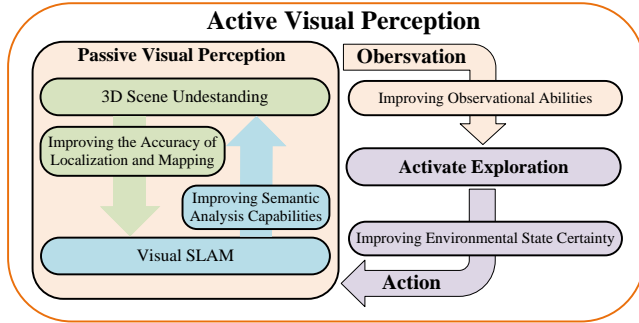 Active Visual Perception
Passive Visual Perception
3D Scene Undestanding
Improving the Accuracy of
Localization and Mapping
Improving Semantic
Analysis Capabilities
Visual SLAM
Obersvation
Improving Observational Abilities
Activate Exploration
Improving Environmental State Certainty
Action